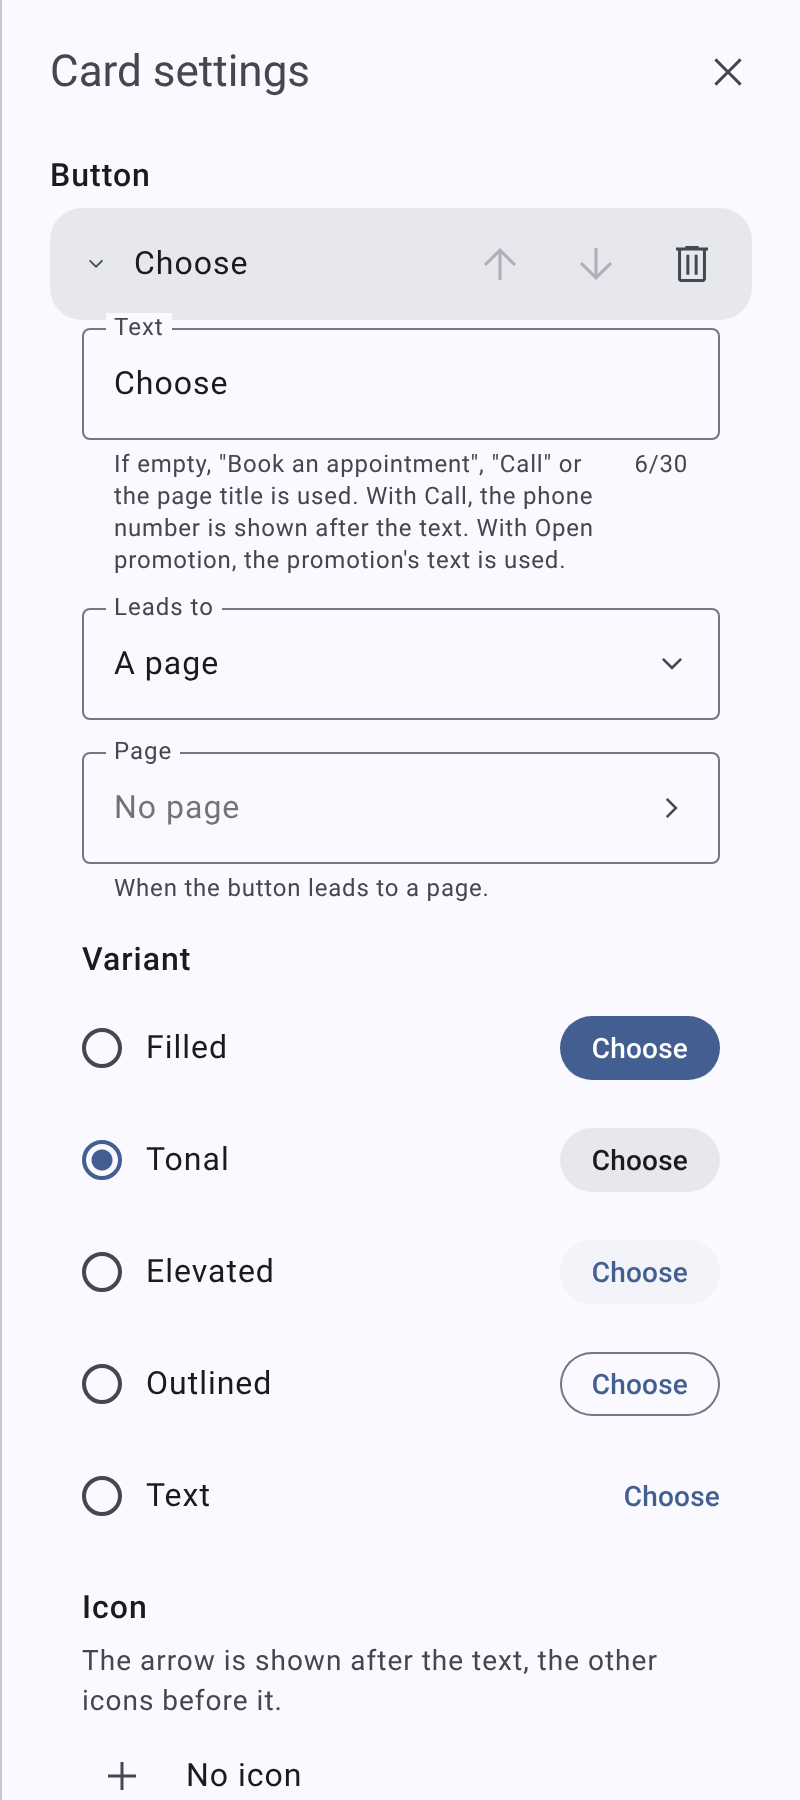 Card settings
Button
Choose
Text
Choose
If empty, "Book an appointment", "Call" or
the page title is used. With Call, the phone
number is shown after the text. With Open
promotion, the promotion's text is used.
6/30
Leads to
A page
Page
No page
When the button leads to a page.
Variant
Filled
Choose
Tonal
Choose
Elevated
Choose
Outlined
Choose
Text
Choose
Icon
The arrow is shown after the text, the other
icons before it.
No icon